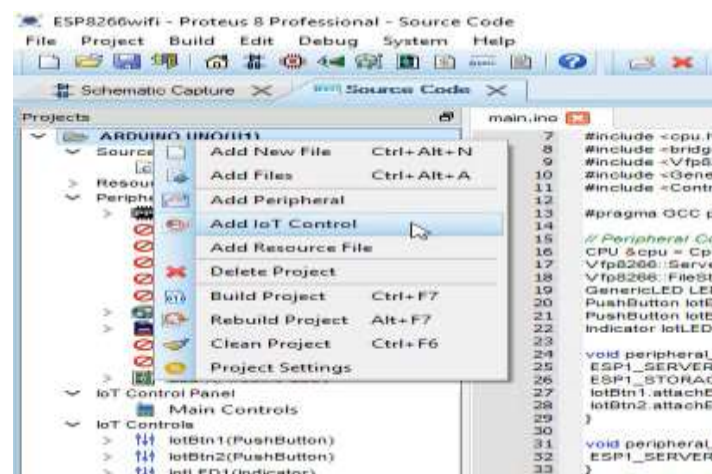 ESP8266wifi - Proteus 8 Professional - Source Code
File Project Build Edit Debug System Help
Schematic Capture Source Code
Projects
main.ino
ARDUINO UNO(U1)
Source
Resou
Periphe
Add New File Ctrl+Alt+N
Add Files Ctrl+Alt+A
Add Peripheral
Add IoT Control
Add Resource File
Delete Project
Build Project Ctrl+F7
Rebuild Project Alt+F7
Clean Project Ctrl+F6
Project Settings
IoT Control Panel
Main Controls
IoT Controls
IotBtn1(PushButton)
IotBtn2(PushButton)
IotLED1(Indicator)
7 #include <cpu.h
8 #include <bridg
9 #include <Vfp8
10 #include <Gene
11 #include <Contr
12
13 #pragma GCC p
14
15 // Peripheral Co
16 CPU &cpu = Cp
17 Vfp8266::Serve
18 Vfp8266::FileSt
19 GenericLED LE
20 PushButton IotB
21 PushButton IotB
22 Indicator IotLED
23
24 void peripheral_
25 ESP1_SERVER
26 ESP1_STORAG
27 IotBtn1.attachE
28 IotBtn2.attachE
29 }
30
31 void peripheral_
32 ESP1_SERVER
33 }